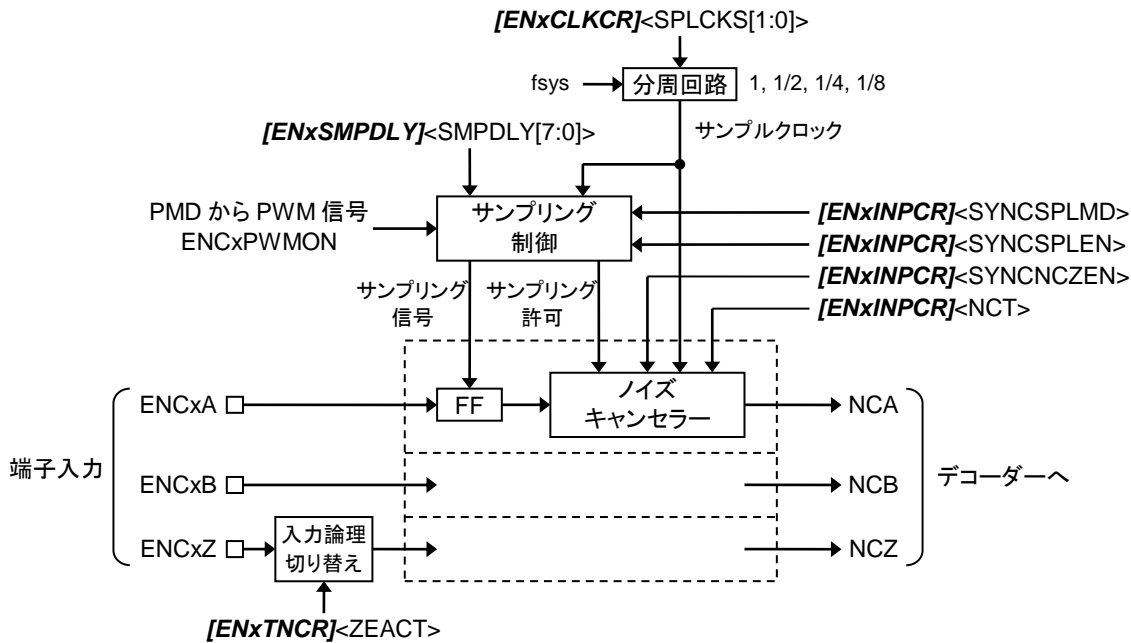 [ENxCLKCR]<SPLCKS[1:0]>
fsys
分周回路
1, 1/2, 1/4, 1/8
サンプルクロック
[ENxSMPDLY]<SMPDLY[7:0]>
PMD から PWM 信号
ENCxPWMON
サンプリング
制御
[ENxINPCR]<SYNCSPLMD>
[ENxINPCR]<SYNCSPLEN>
[ENxINPCR]<SYNCNCZEN>
[ENxINPCR]<NCT>
サンプリング
信号
サンプリング
許可
端子入力
ENCxA
FF
ノイズ
キャンセラー
NCA
ENCxB
NCB
デコーダーへ
ENCxZ
入力論理
切り替え
NCZ
[ENxTNCR]<ZEACT>